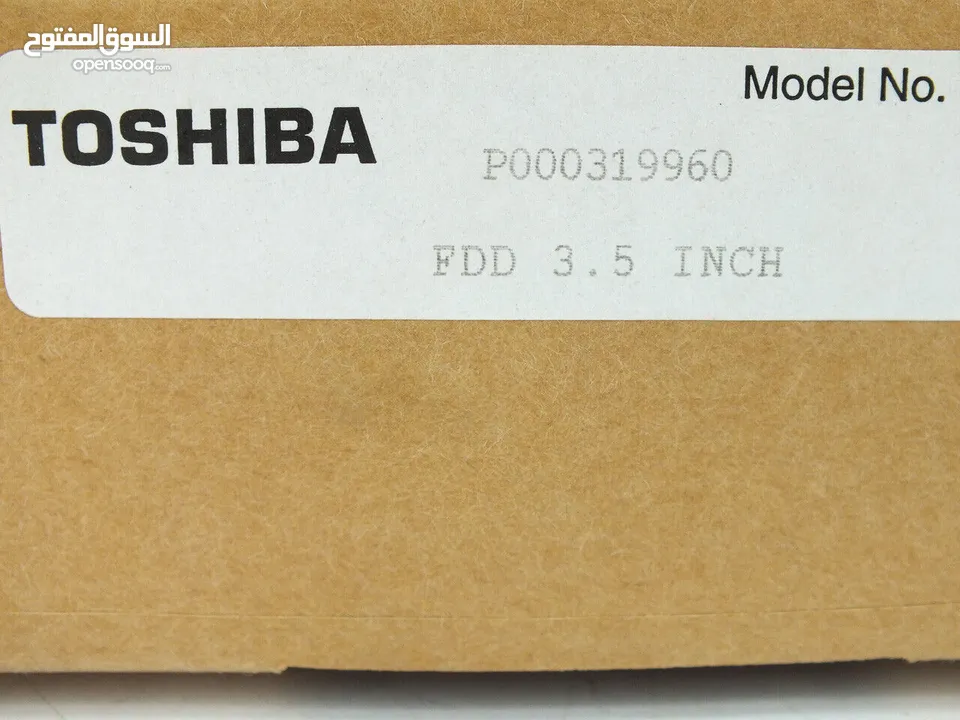 السوق المفتوح
opensooq.com
Model No.
TOSHIBA
P000319960
FDD 3.5 INCH